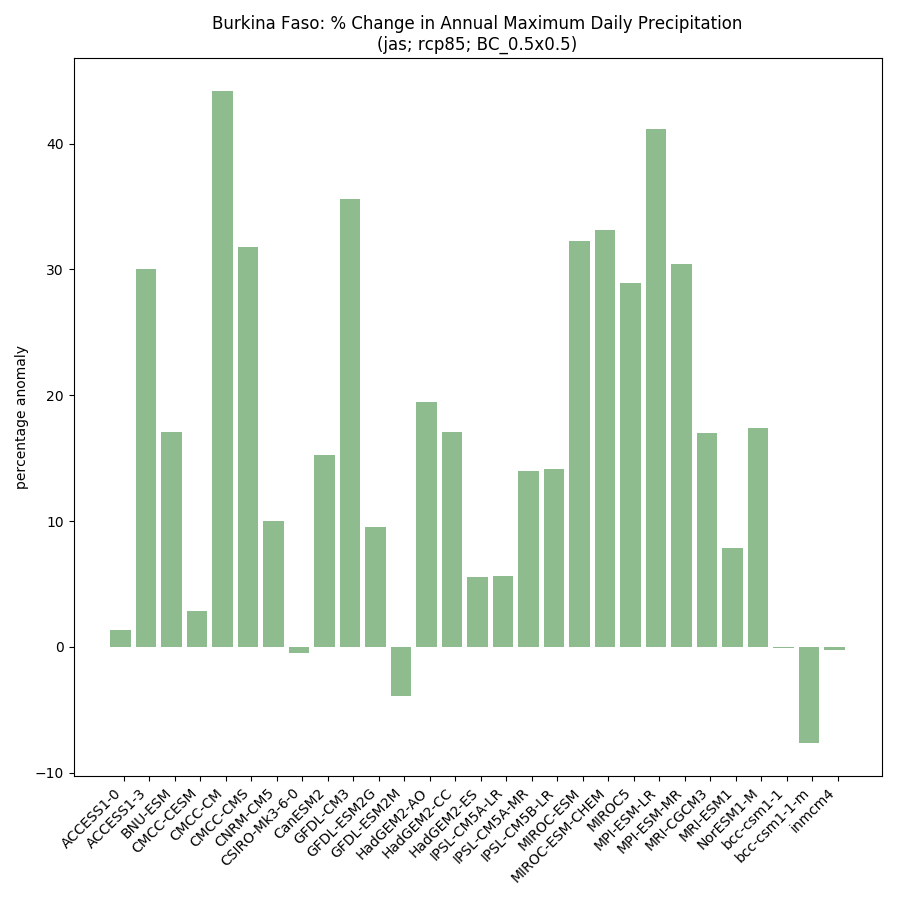 Burkina Faso: % Change in Annual Maximum Daily Precipitation
(jas; rcp85; BC_0.5x0.5)
percentage anomaly
40
30
20
10
0
−10
ACCESS1-0
ACCESS1-3
BNU-ESM
CMCC-CESM
CMCC-CM
CMCC-CMS
CNRM-CM5
CSIRO-Mk3-6-0
CanESM2
GFDL-CM3
GFDL-ESM2G
GFDL-ESM2M
HadGEM2-AO
HadGEM2-CC
HadGEM2-ES
IPSL-CM5A-LR
IPSL-CM5A-MR
IPSL-CM5B-LR
MIROC-ESM
MIROC-ESM-CHEM
MIROC5
MPI-ESM-LR
MPI-ESM-MR
MRI-CGCM3
MRI-ESM1
NorESM1-M
bcc-csm1-1
bcc-csm1-1-m
inmcm4